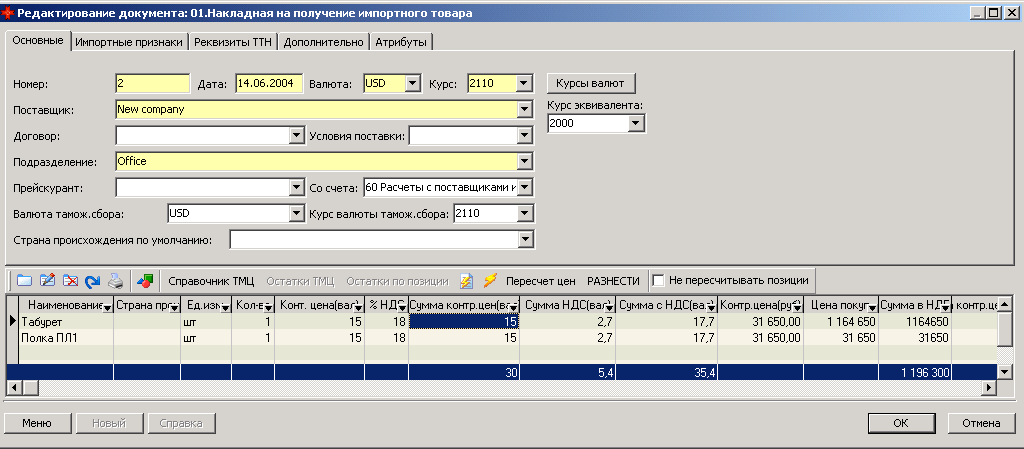 Редактирование документа: 01.Накладная на получение импортного товара
Основные Импортные признаки Реквизиты ТТН Дополнительно Атрибуты
Номер: 2 Дата: 14.06.2004 Валюта: USD Курс: 2110 Курсы валют
Поставщик: New company Курс эквивалента:
2000
Договор: Условия поставки:
Подразделение: Office
Прейскурант: Со счета: 60 Расчеты с поставщиками и
Валюта тамож.сбора: USD Курс валюты тамож.сбора: 2110
Страна происхождения по умолчанию:
Справочник ТМЦ Остатки ТМЦ Остатки по позиции Пересчет цен РАЗНЕСТИ Не пересчитывать позиции
Наименование Страна пр Ед.изм Кол-в Конт. цена(вал % НДС Сумма контр.цен(ва Сумма НДС(вал Сумма с НДС(вал Контр.цена(руб Цена покуп Сумма в НДЕ контр.це
Табурет шт 1 15 18 15 2,7 17,7 31 650,00 1 164 650 1164650
Полка ПЛ1 шт 1 15 18 15 2,7 17,7 31 650,00 31 650 31650
30 5,4 35,4 1 196 300
Меню Новый Справка OK Отмена